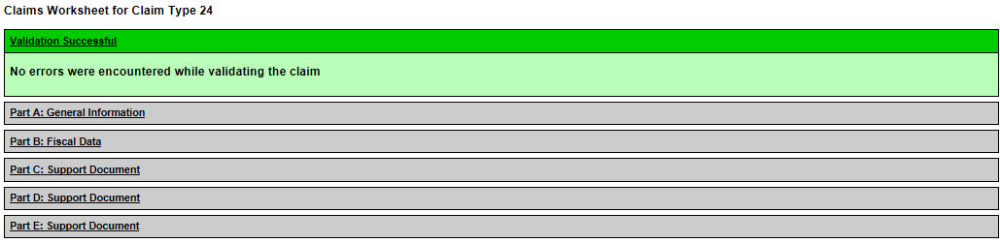 Claims Worksheet for Claim Type 24
Validation Successful
No errors were encountered while validating the claim
Part A: General Information
Part B: Fiscal Data
Part C: Support Document
Part D: Support Document
Part E: Support Document